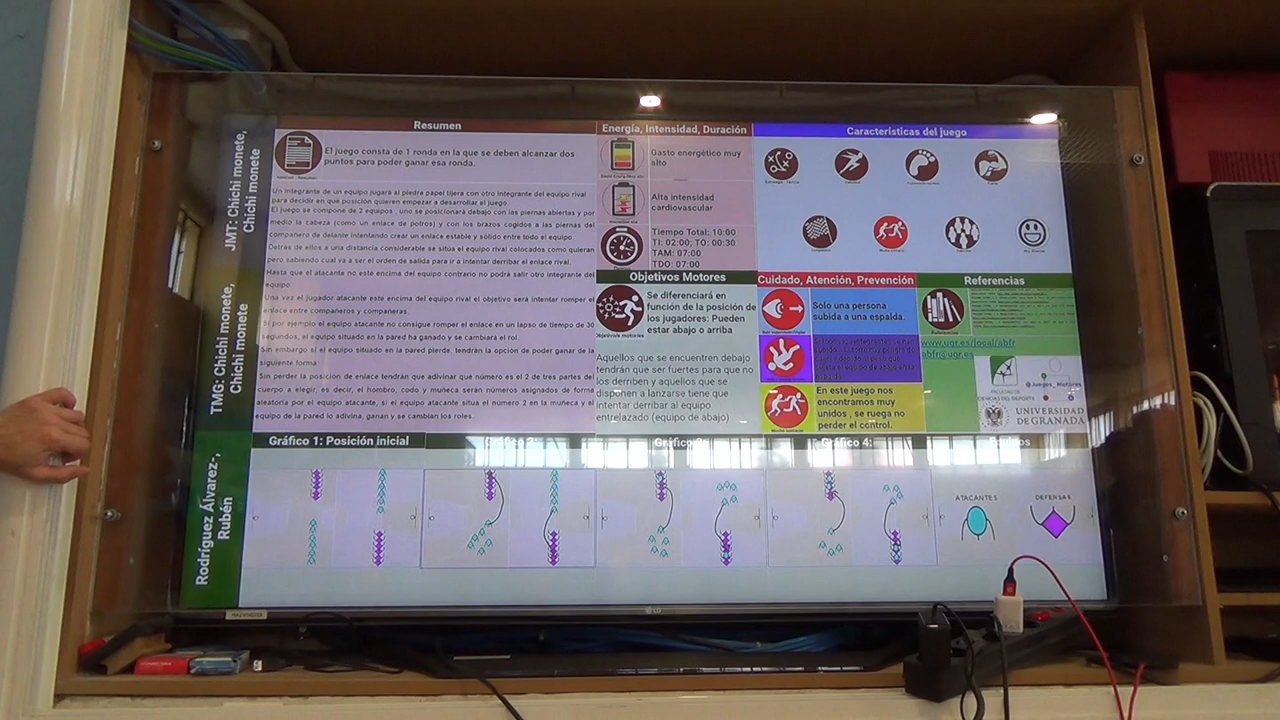 JMT: Chichi monete,
Chichi monete
TMG: Chichi monete,
Chichi monete
Rodríguez Álvarez,
Rubén
Resumen
El juego consta de 1 ronda en la que se deben alcanzar dos
puntos para poder ganar esa ronda.
Un integrante de un equipo jugará al piedra papel tijera con otro integrante del equipo rival
para decidir en que posición quieren empezar a desarrollar el juego
El juego se compone de 2 equipos , uno se posicionará debajo con las piernas abiertas y por
medio la cabeza (como un enlace de potros) y con los brazos cogidos a las piernas del
compañero de delante intentando crear un enlace estable y sólido entre todo el equipo.
Detrás de ellos a una distancia considerable se situa el equipo rival colocados como quieran
pero sabiendo cual va a ser el orden de salida para ir a intentar derribar el enlace rival.
Hasta que el atacante no esté encima del equipo contrario no podrá salir otro integrante del
equipo.
Una vez el jugador atacante esté encima del equipo rival el objetivo será intentar romper el
enlace entre compañeros y compañeras.
Si por ejemplo el equipo atacante no consigue romper el enlace en un lapso de tiempo de 30
segundos, el equipo situado en la pared ha ganado y se cambiará el rol.
Sin embargo si el equipo situado en la pared pierde, tendrán la opción de poder ganar de la
siguiente forma:
Sin perder la posición de enlace tendrán que adivinar que número es el 2 de tres partes del
cuerpo a elegir, es decir, el hombro, codo y muñeca serán números asignados de forma
aleatoria por el equipo atacante, si el equipo atacante situa el número 2 en la muñeca y el
equipo de la pared lo adivina, ganan y se cambian los roles.
Energía, Intensidad, Duración
Gasto energético muy
alto
Alta intensidad
cardiovascular
Tiempo Total: 10:00
TI: 02:00; TO: 00:30
TAM: 07:00
TDO: 07:00
Objetivos Motores
Se diferenciará en
función de la posición de
los jugadores: Pueden
estar abajo o arriba
Objetivos motores
Aquellos que se encuentren debajo
tendrán que ser fuertes para que no
los derriben y aquellos que se
disponen a lanzarse tiene que
intentar derribar al equipo
entrelazado (equipo de abajo)
Características del juego
Cuidado, Atención, Prevención
Solo una persona
subida a una espalda.
En este juego nos
encontramos muy
unidos , se ruega no
perder el control.
Referencias
Referencias
www.ugr.es/local/abfr
abfr@ugr.es
@Juegos_Motores
UNIVERSIDAD
DE GRANADA
Gráfico 1: Posición inicial
Gráfico 2:
Gráfico 3:
Gráfico 4:
Equipos
ATACANTES
DEFENSAS
LG